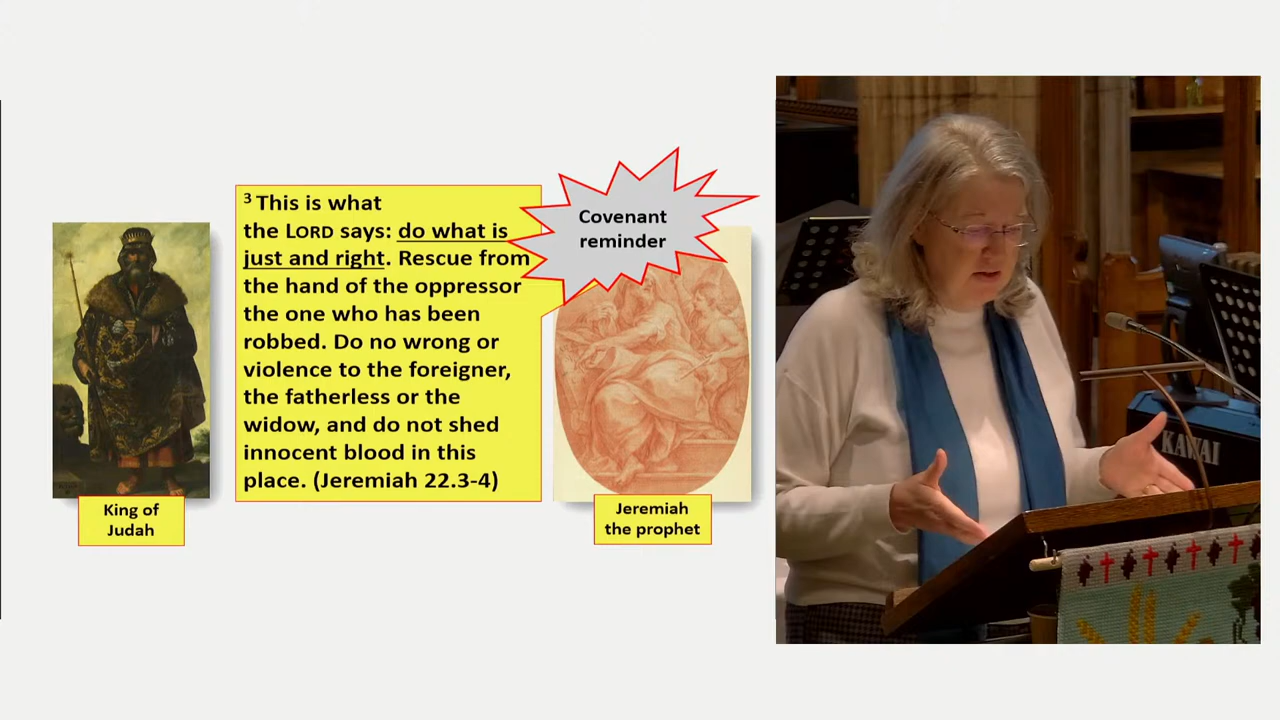 ³ This is what
the LORD says: do what is
just and right. Rescue from
the hand of the oppressor
the one who has been
robbed. Do no wrong or
violence to the foreigner,
the fatherless or the
widow, and do not shed
innocent blood in this
place. (Jeremiah 22.3-4)
Covenant
reminder
King of
Judah
Jeremiah
the prophet
KAWAI